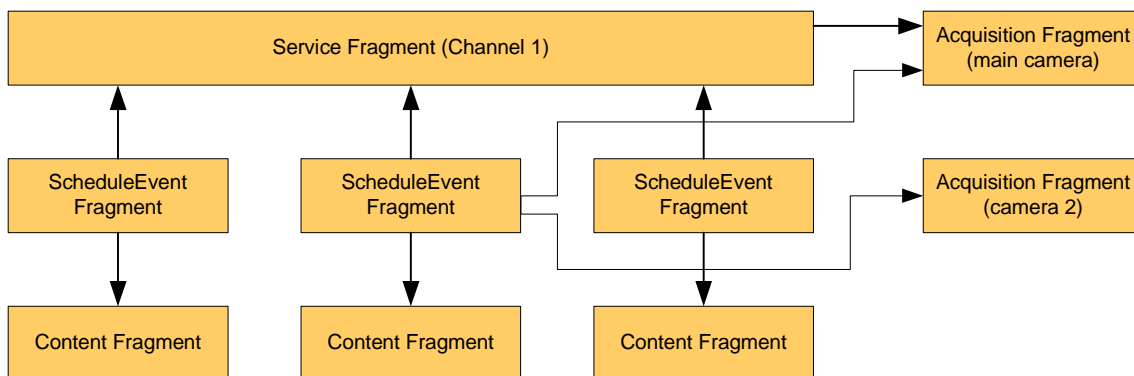 Service Fragment (Channel 1)
Acquisition Fragment
(main camera)
ScheduleEvent
Fragment
ScheduleEvent
Fragment
ScheduleEvent
Fragment
Acquisition Fragment
(camera 2)
Content Fragment
Content Fragment
Content Fragment